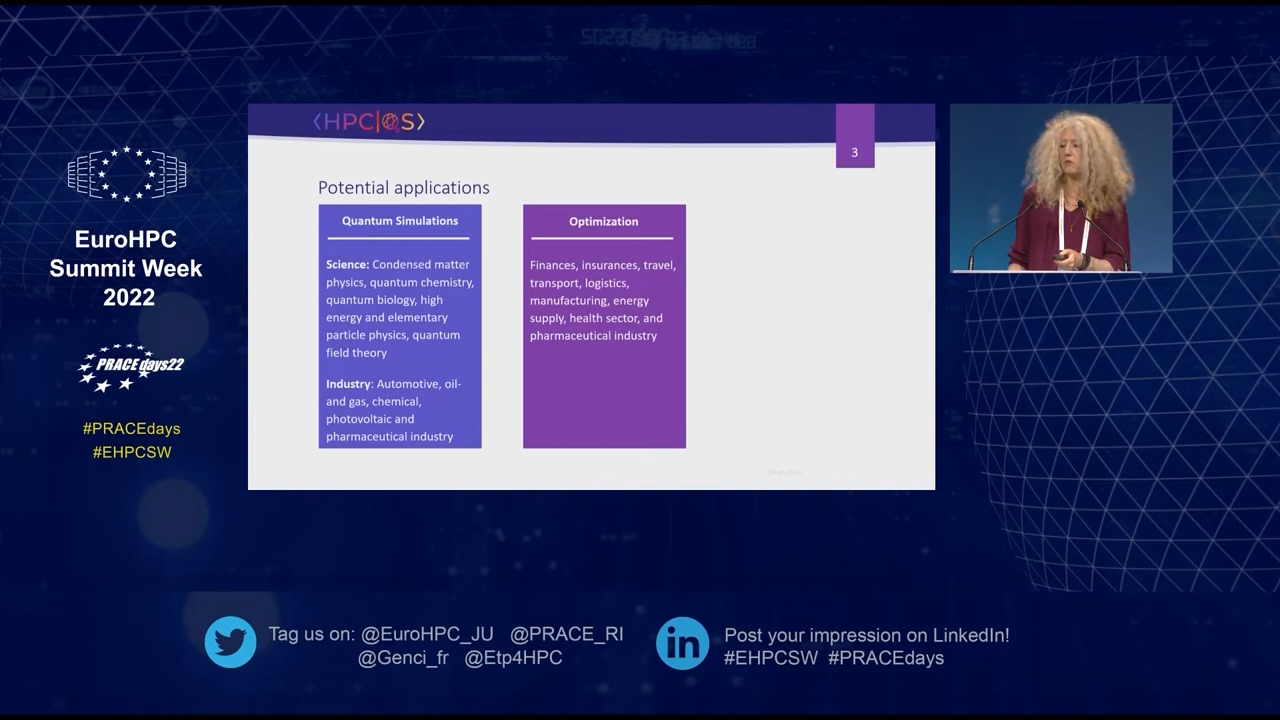 EuroHPC
Summit Week
2022
PRACE days22
#PRACEdays
#EHPCSW
<HPC|QS>
3
Potential applications
Quantum Simulations
Science: Condensed matter
physics, quantum chemistry,
quantum biology, high
energy and elementary
particle physics, quantum
field theory
Industry: Automotive, oil-
and gas, chemical,
photovoltaic and
pharmaceutical industry
Optimization
Finances, insurances, travel,
transport, logistics,
manufacturing, energy
supply, health sector, and
pharmaceutical industry
Tag us on: @EuroHPC_JU @PRACE_RI
@Genci_fr @Etp4HPC
in
Post your impression on LinkedIn!
#EHPCSW #PRACEdays